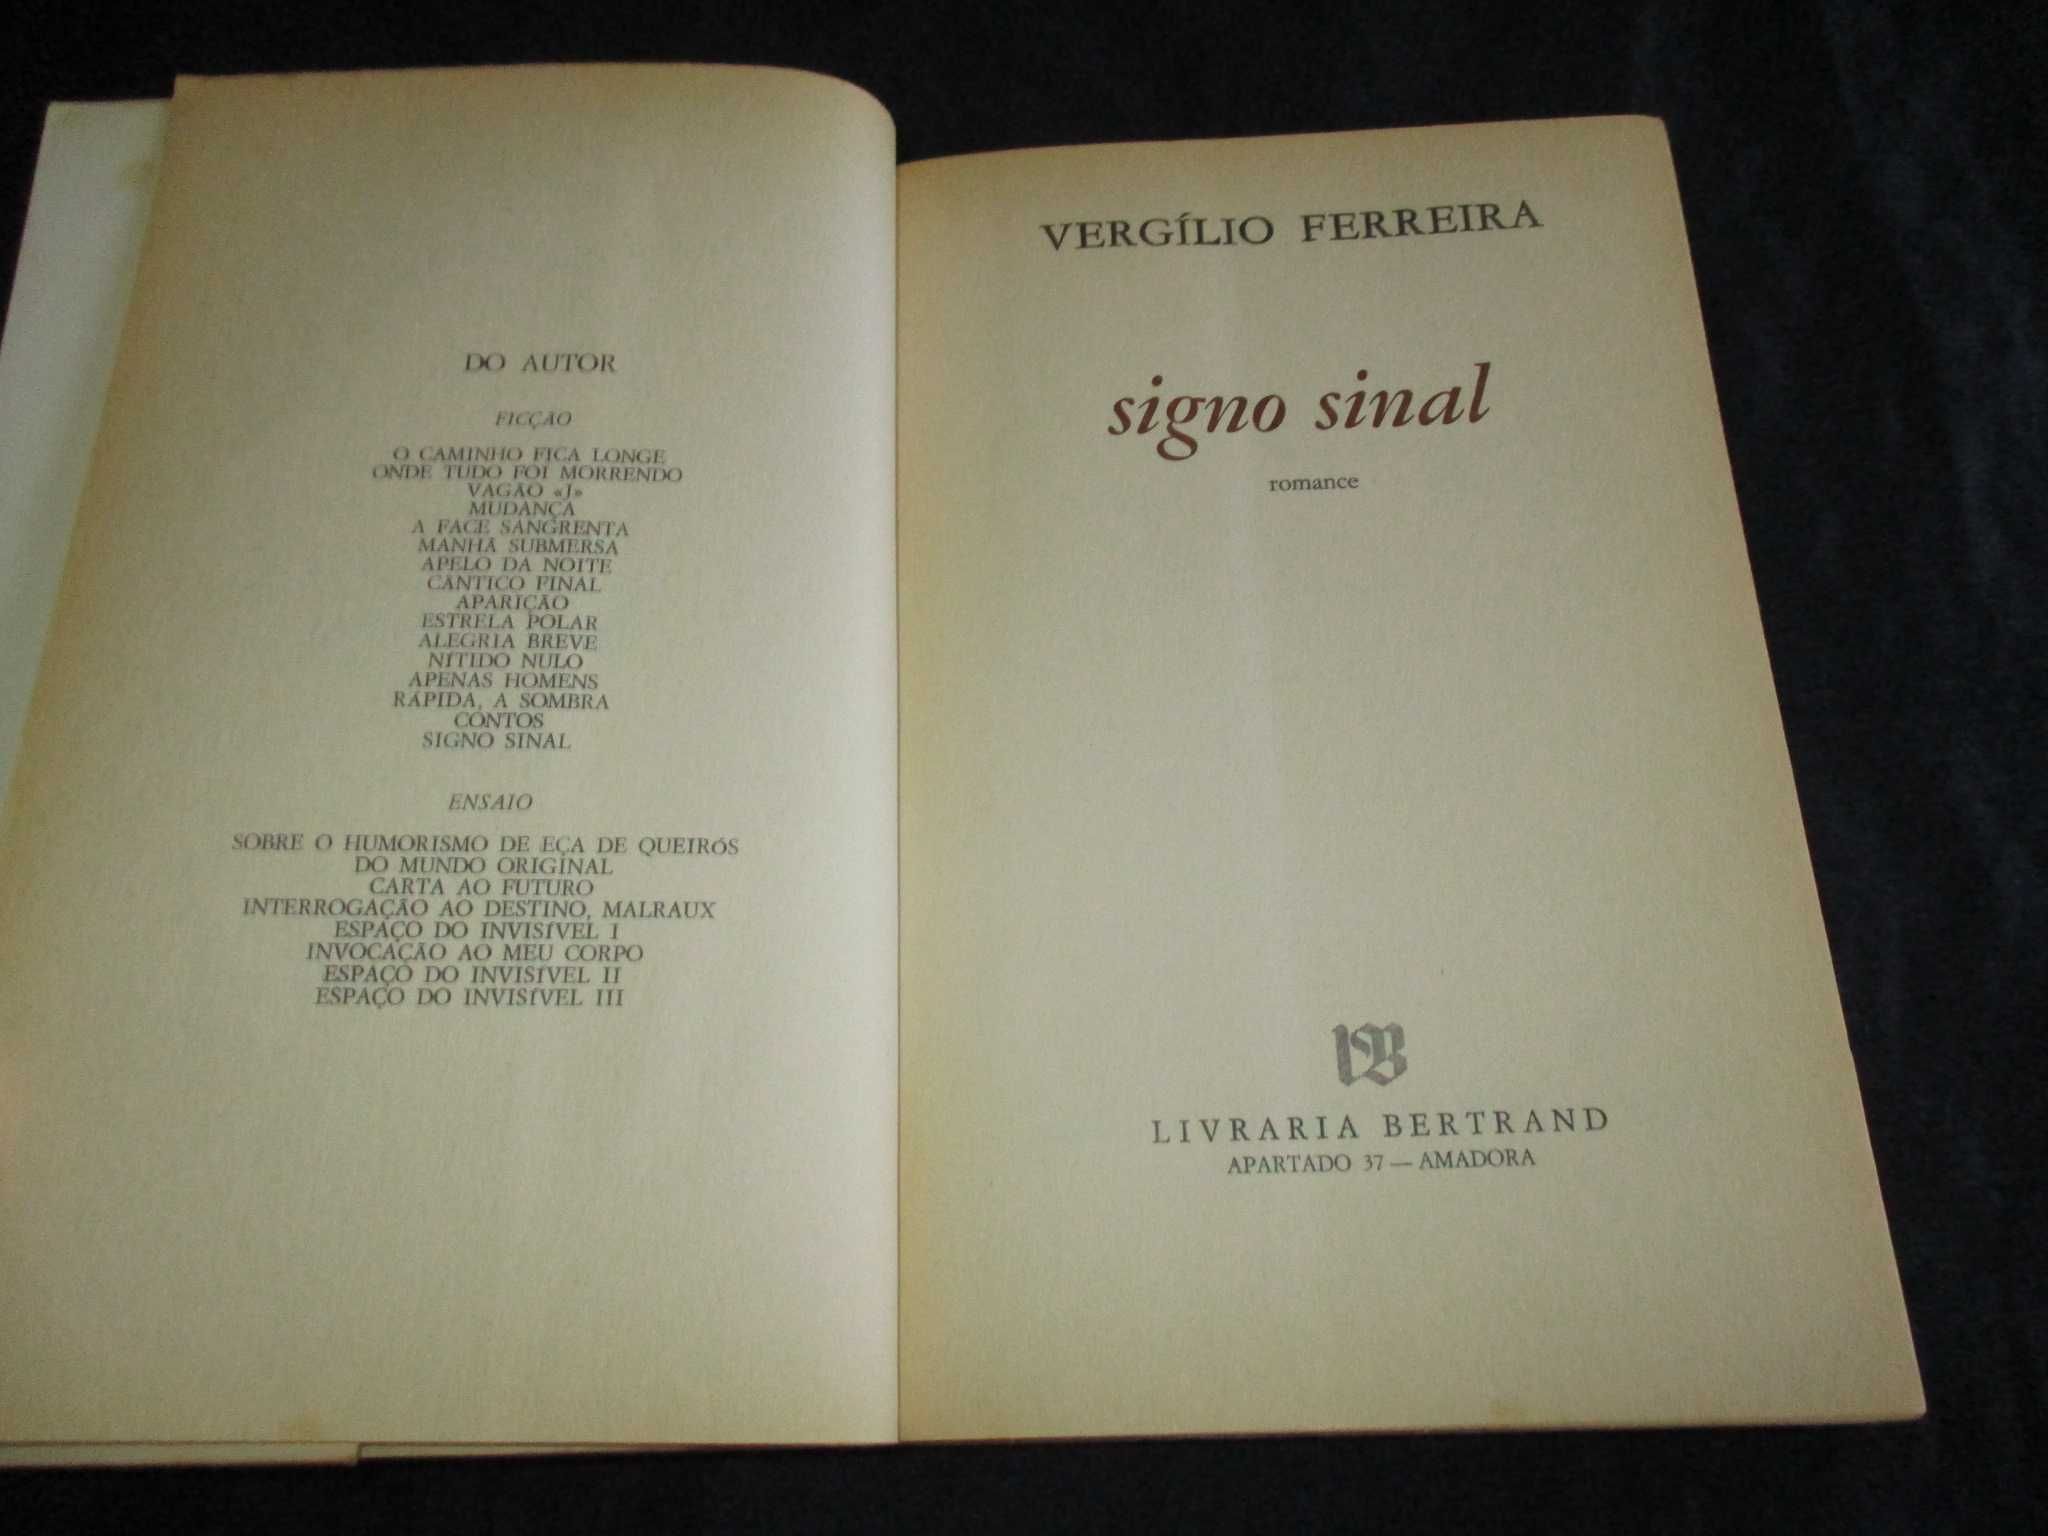 DO AUTOR
FICÇÃO
O CAMINHO FICA LONGE
ONDE TUDO FOI MORRENDO
VAGÃO «J»
MUDANÇA
A FACE SANGRENTA
MANHÃ SUBMERSA
APELO DA NOITE
CÂNTICO FINAL
APARIÇÃO
ESTRELA POLAR
ALEGRIA BREVE
NÍTIDO NULO
APENAS HOMENS
RÁPIDA, A SOMBRA
CONTOS
SIGNO SINAL
ENSAIO
SOBRE O HUMORISMO DE EÇA DE QUEIRÓS
DO MUNDO ORIGINAL
CARTA AO FUTURO
INTERROGAÇÃO AO DESTINO, MALRAUX
ESPAÇO DO INVISÍVEL I
INVOCAÇÃO AO MEU CORPO
ESPAÇO DO INVISÍVEL II
ESPAÇO DO INVISÍVEL III
VERGÍLIO FERREIRA
signo sinal
romance
LB
LIVRARIA BERTRAND
APARTADO 37 — AMADORA